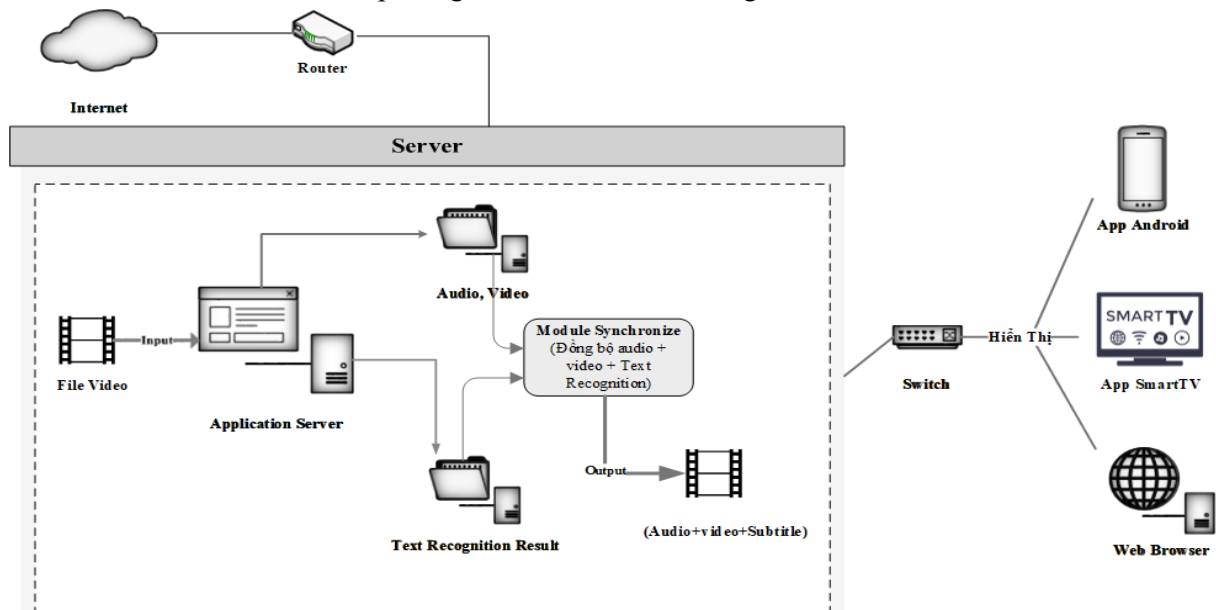 Router
Internet
Server
App Android
Audio, Video
SMART TV
Module Synchronize
(Đồng bộ audio +
video + Text
Recognition)
Input
Hiển Thị
File Video
Switch
App SmartTV
Application Server
Output
(Audio+video+Subtitle)
Text Recognition Result
Web Browser